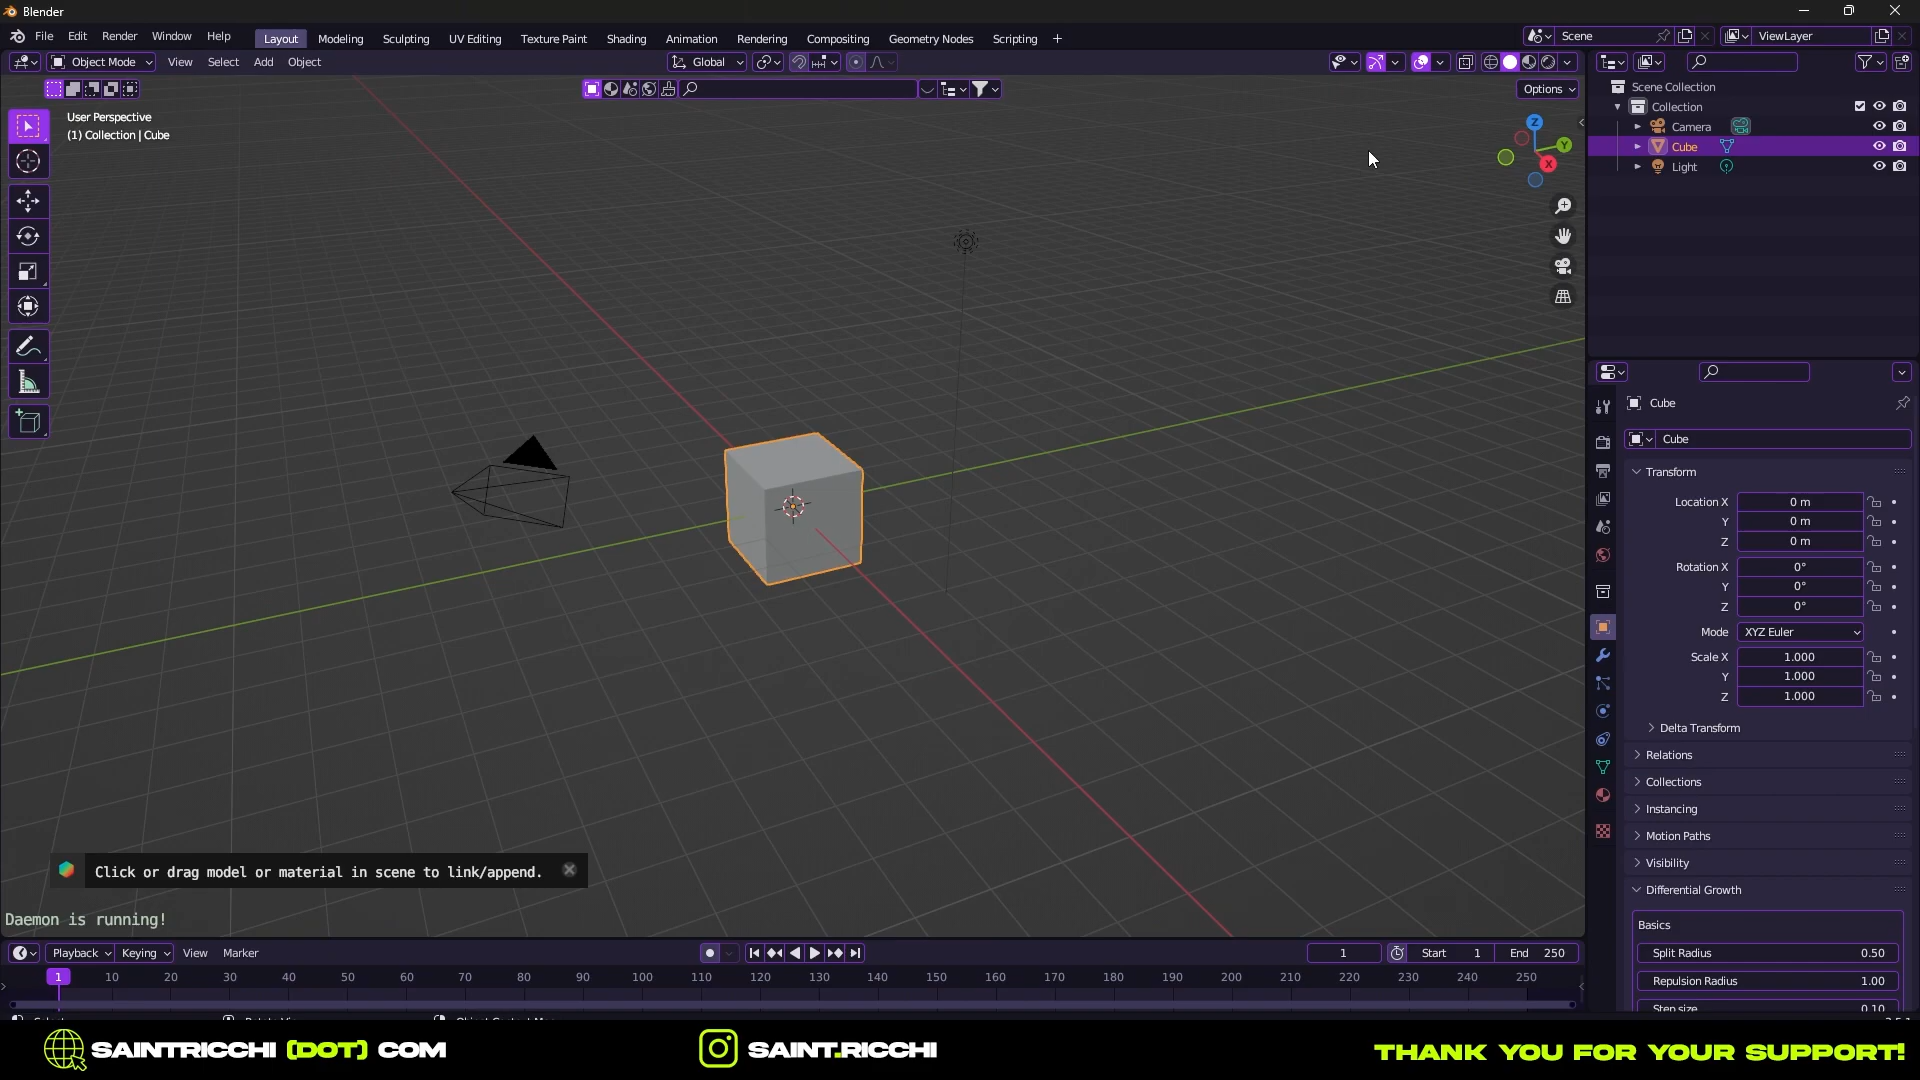 Blender
File Edit Render Window Help Layout Modeling Sculpting UV Editing Texture Paint Shading Animation Rendering Compositing Geometry Nodes Scripting + Scene ViewLayer
Object Mode View Select Add Object Global
Options
User Perspective
(1) Collection | Cube
Z
Y
X
Scene Collection
Collection
Camera
Cube
Light
Cube
Cube
Transform
Location X 0 m
Y 0 m
Z 0 m
Rotation X 0°
Y 0°
Z 0°
Mode XYZ Euler
Scale X 1.000
Y 1.000
Z 1.000
Delta Transform
Relations
Collections
Instancing
Motion Paths
Visibility
Differential Growth
Basics
Split Radius 0.50
Repulsion Radius 1.00
Step size 0.10
Click or drag model or material in scene to link/append.
Daemon is running!
Playback Keying View Marker 1 Start 1 End 250
1 10 20 30 40 50 60 70 80 90 100 110 120 130 140 150 160 170 180 190 200 210 220 230 240 250
SAINTRICCHI (DOT) COM
SAINT.RICCHI
THANK YOU FOR YOUR SUPPORT!